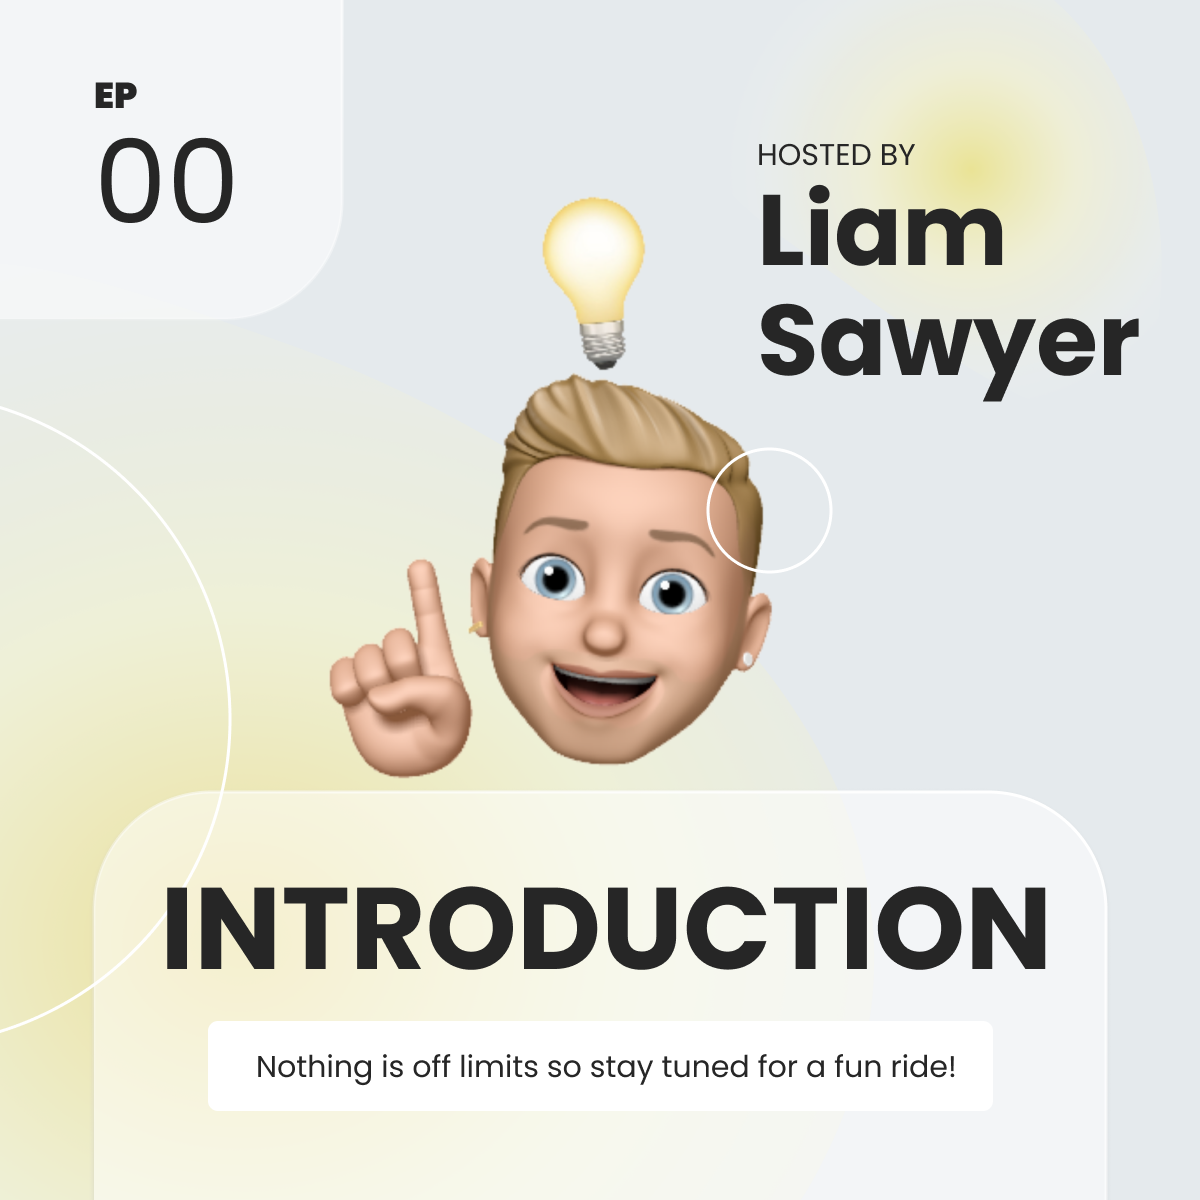 EP
00
HOSTED BY
Liam
Sawyer
INTRODUCTION
Nothing is off limits so stay tuned for a fun ride!